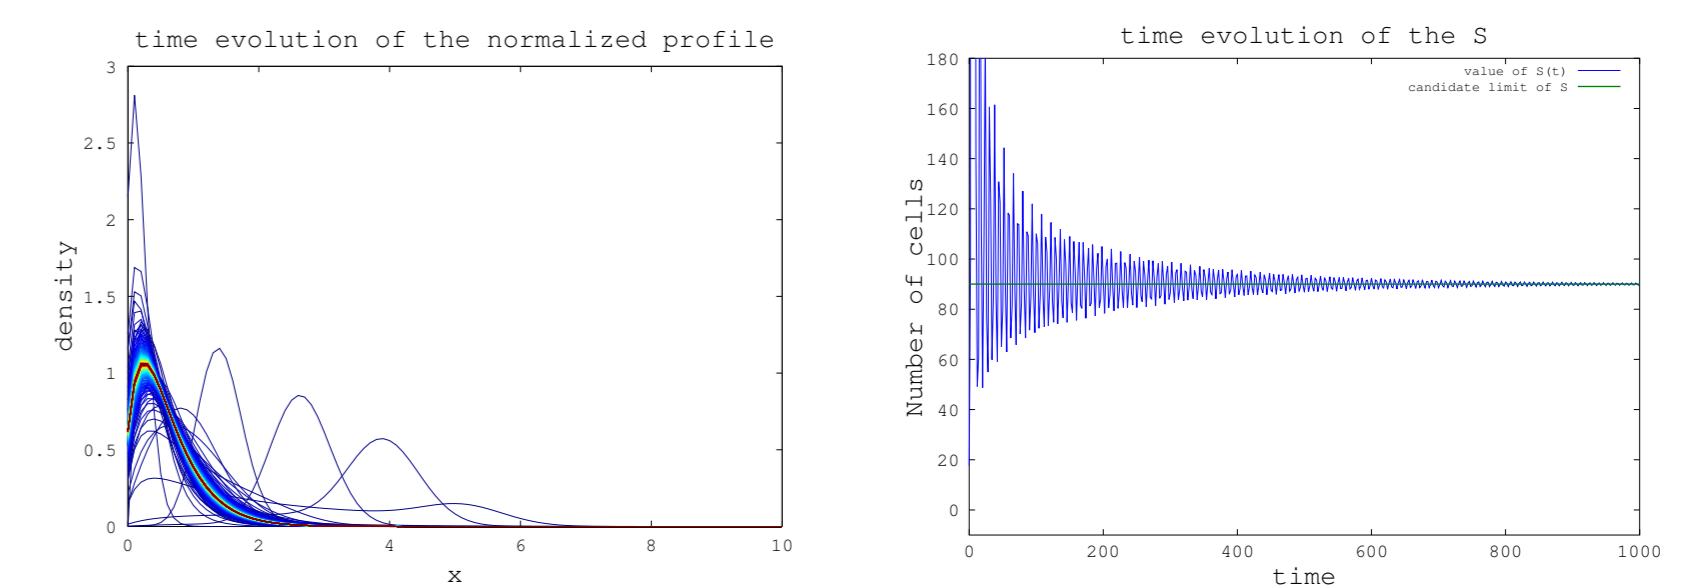 time evolution of the normalized profile
3
2.5
2
1.5
1
0.5
0
density
0 2 4 6 8 10
x
time evolution of the S
value of S(t)
candidate limit of S
180
160
140
120
100
80
60
40
20
0
Number of cells
0 200 400 600 800 1000
time